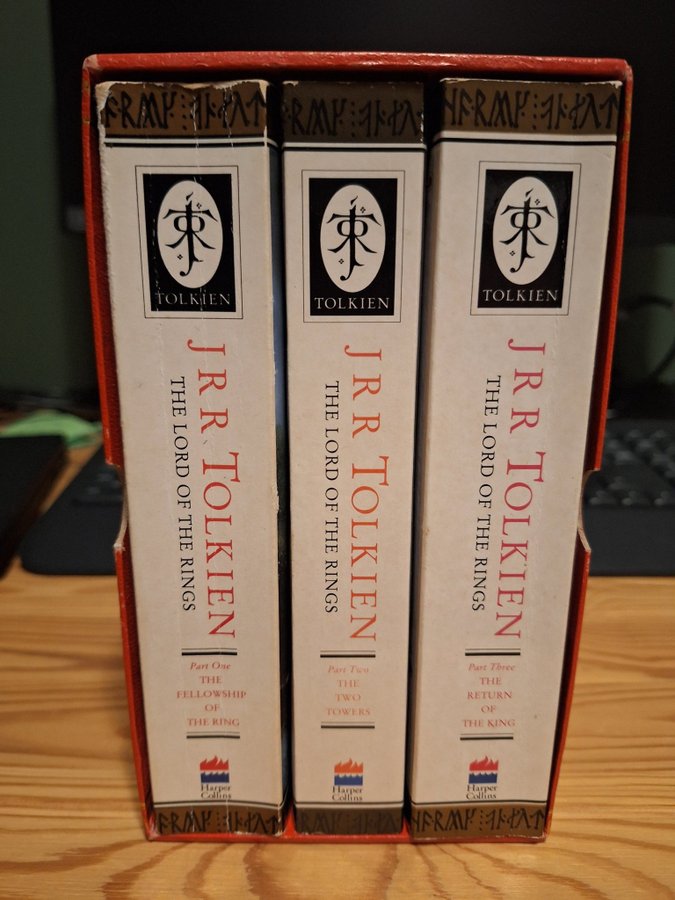 TOLKIEN
J R R TOLKIEN
THE LORD OF THE RINGS
Part One
THE
FELLOWSHIP
OF
THE RING
Harper
Collins
TOLKIEN
J R R TOLKIEN
THE LORD OF THE RINGS
Part Two
THE
TWO
TOWERS
Harper
Collins
TOLKIEN
J R R TOLKIEN
THE LORD OF THE RINGS
Part Three
THE
RETURN
OF
THE KING
Harper
Collins